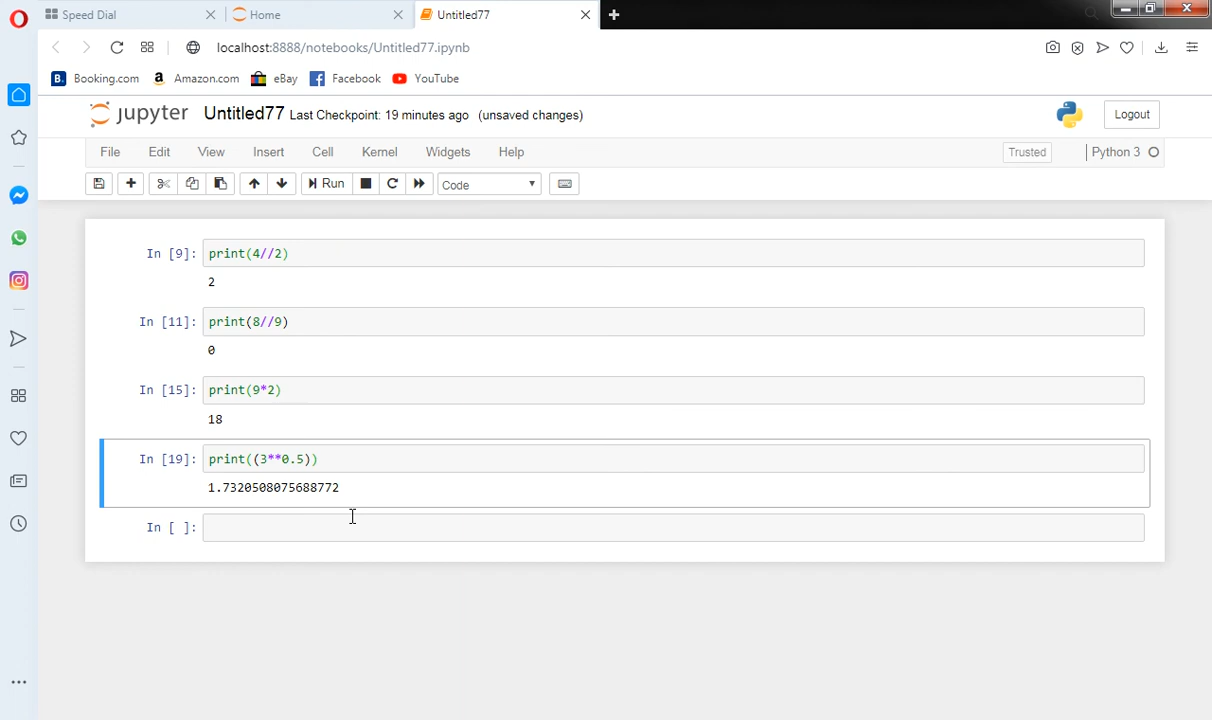 Speed Dial
Home
Untitled77
localhost:8888/notebooks/Untitled77.ipynb
B. Booking.com
a Amazon.com
eBay
Facebook
YouTube
jupyter Untitled77 Last Checkpoint: 19 minutes ago (unsaved changes)
Logout
File Edit View Insert Cell Kernel Widgets Help
Trusted
Python 3
Run
Code
In [9]: print(4//2)
2
In [11]: print(8//9)
0
In [15]: print(9*2)
18
In [19]: print((3**0.5))
1.7320508075688772
In [ ]: